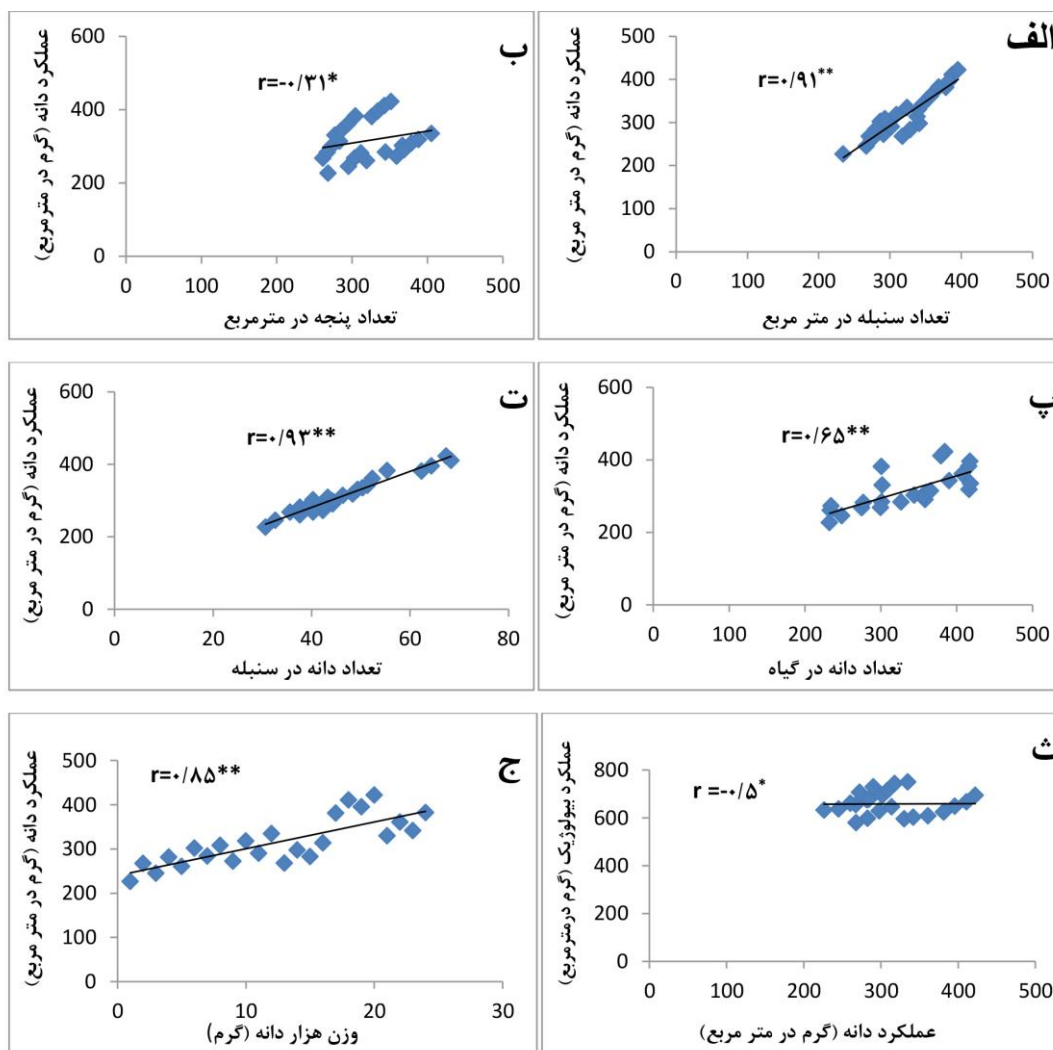 الف
r=۰/۹۱**
عملکرد دانه (گرم در متر مربع)
500
400
300
200
100
0
0 100 200 300 400 500
تعداد سنبله در متر مربع
ب
r=-۰/۳۱*
عملکرد دانه (گرم در مترمربع)
600
400
200
0
0 100 200 300 400 500
تعداد پنجه در مترمربع
پ
r=۰/۶۵**
عملکرد دانه (گرم در متر مربع)
600
400
200
0
0 100 200 300 400 500
تعداد دانه در گیاه
ت
r=۰/۹۳**
عملکرد دانه (گرم در متر مربع)
600
400
200
0
0 20 40 60 80
تعداد دانه در سنبله
ث
r =-۰/۵*
عملکرد بیولوژیک (گرم درمترمربع)
800
600
400
200
0
0 100 200 300 400 500
عملکرد دانه (گرم در متر مربع)
ج
r=۰/۸۵**
عملکرد دانه (گرم در متر مربع)
500
400
300
200
100
0
0 10 20 30
وزن هزار دانه (گرم)